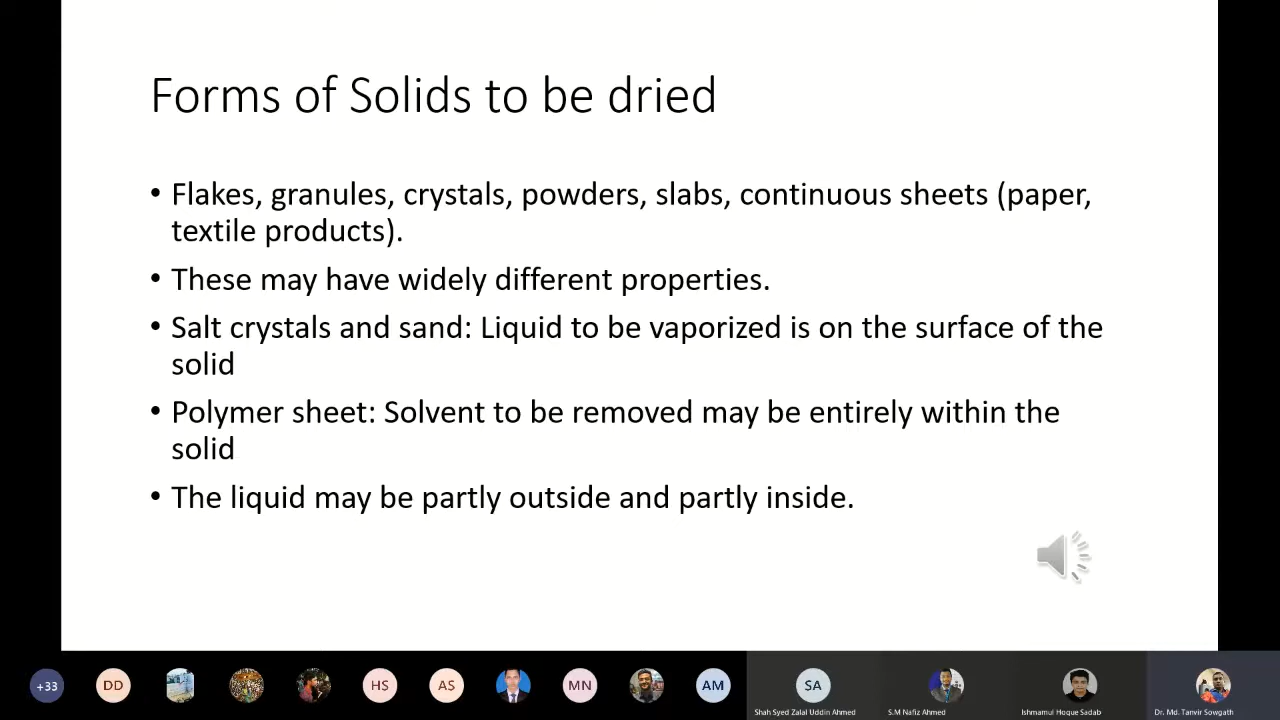 Forms of Solids to be dried
• Flakes, granules, crystals, powders, slabs, continuous sheets (paper,
textile products).
• These may have widely different properties.
• Salt crystals and sand: Liquid to be vaporized is on the surface of the
solid
• Polymer sheet: Solvent to be removed may be entirely within the
solid
• The liquid may be partly outside and partly inside.
+33 DD HS AS MN AM SA
Shah Syed Zalal Uddin Ahmed S.M Nafiz Ahmed Ishmamul Hoque Sadab Dr. Md. Tanvir Sowgath